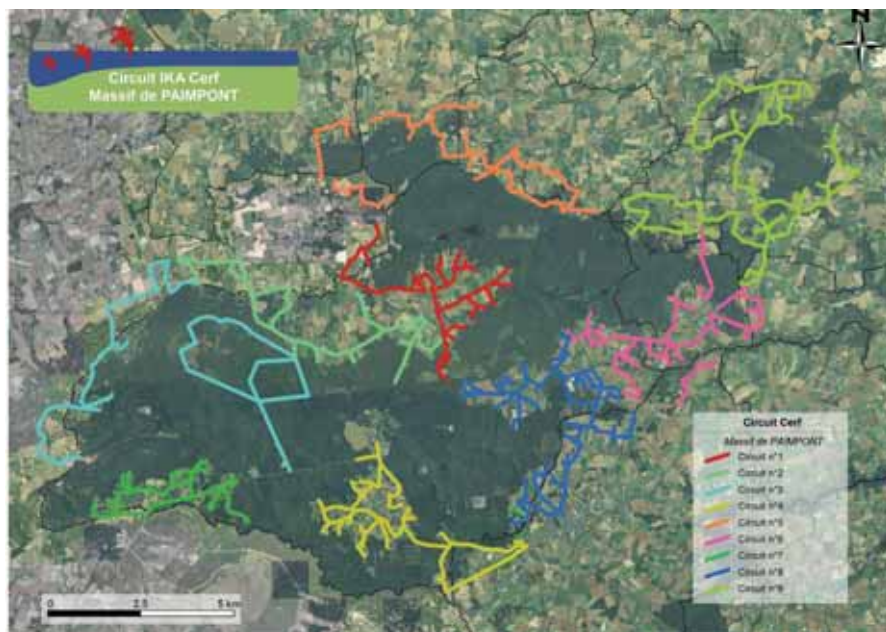 Circuit IKA Cerf
Massif de PAIMPONT
N
Circuit Cerf
Massif de PAIMPONT
Circuit n°1
Circuit n°2
Circuit n°3
Circuit n°4
Circuit n°5
Circuit n°6
Circuit n°7
Circuit n°8
Circuit n°9
0 2,5 5 km